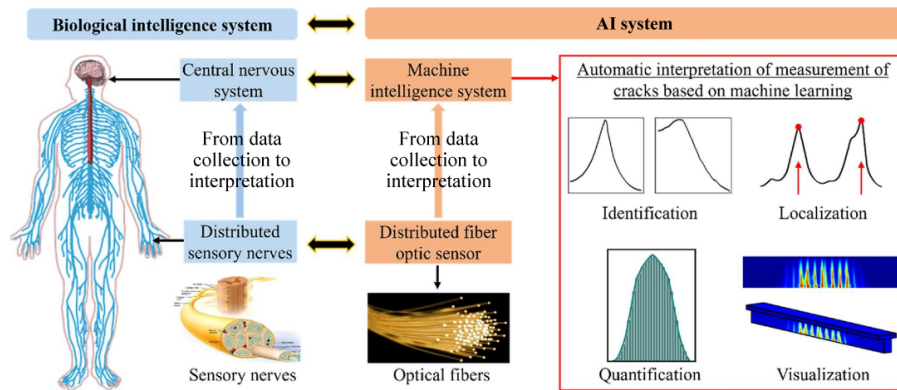 Biological intelligence system
AI system
Central nervous
system
Machine
intelligence system
Automatic interpretation of measurement of
cracks based on machine learning
From data
collection to
interpretation
From data
collection to
interpretation
Identification
Localization
Distributed
sensory nerves
Distributed fiber
optic sensor
Sensory nerves
Optical fibers
Quantification
Visualization